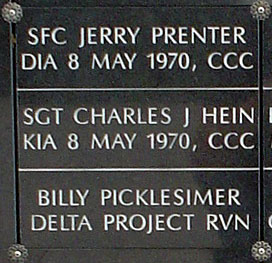 SFC JERRY PRENTER
DIA 8 MAY 1970, CCC
SGT CHARLES J HEIN
KIA 8 MAY 1970, CCC
BILLY PICKLESIMER
DELTA PROJECT RVN